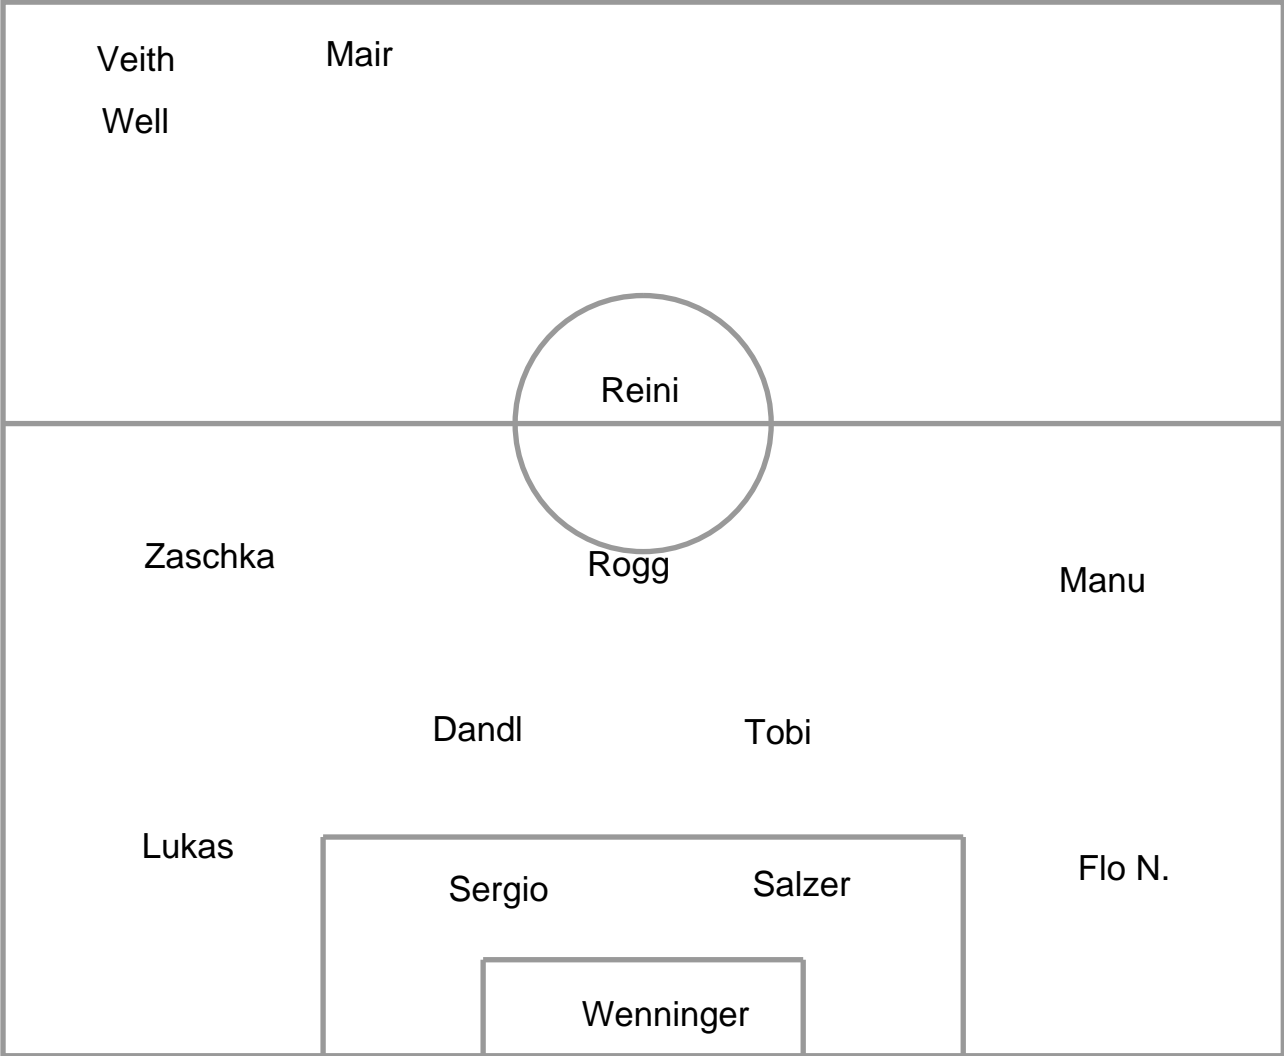 Veith
Mair
Well
Reini
Zaschka
Rogg
Manu
Dandl
Tobi
Lukas
Sergio
Salzer
Flo N.
Wenninger